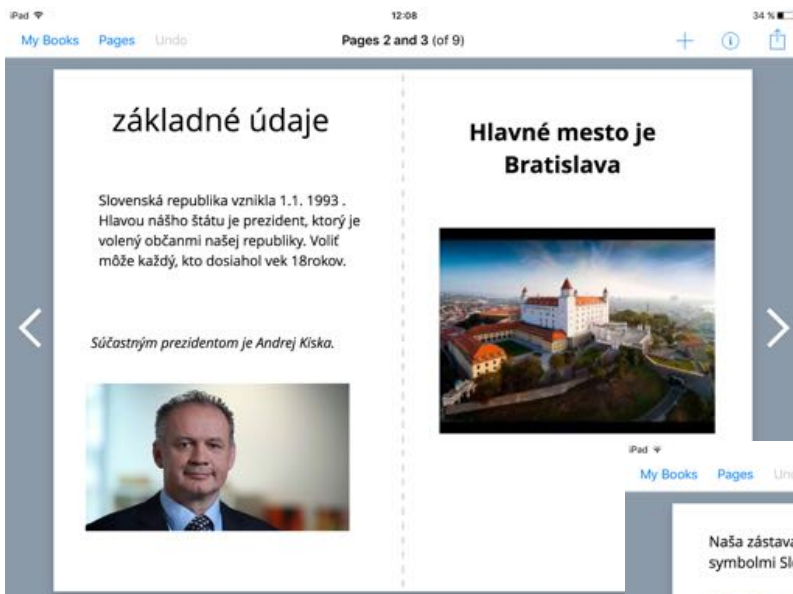 iPad 12:08 34 %
My Books Pages Undo Pages 2 and 3 (of 9)
základné údaje
Slovenská republika vznikla 1.1. 1993 .
Hlavou nášho štátu je prezident, ktorý je
volený občanmi našej republiky. Voliť
môže každý, kto dosiahol vek 18rokov.
Súčastným prezidentom je Andrej Kiska.
Hlavné mesto je
Bratislava
iPad
My Books Pages
Naša zástava
symbolmi